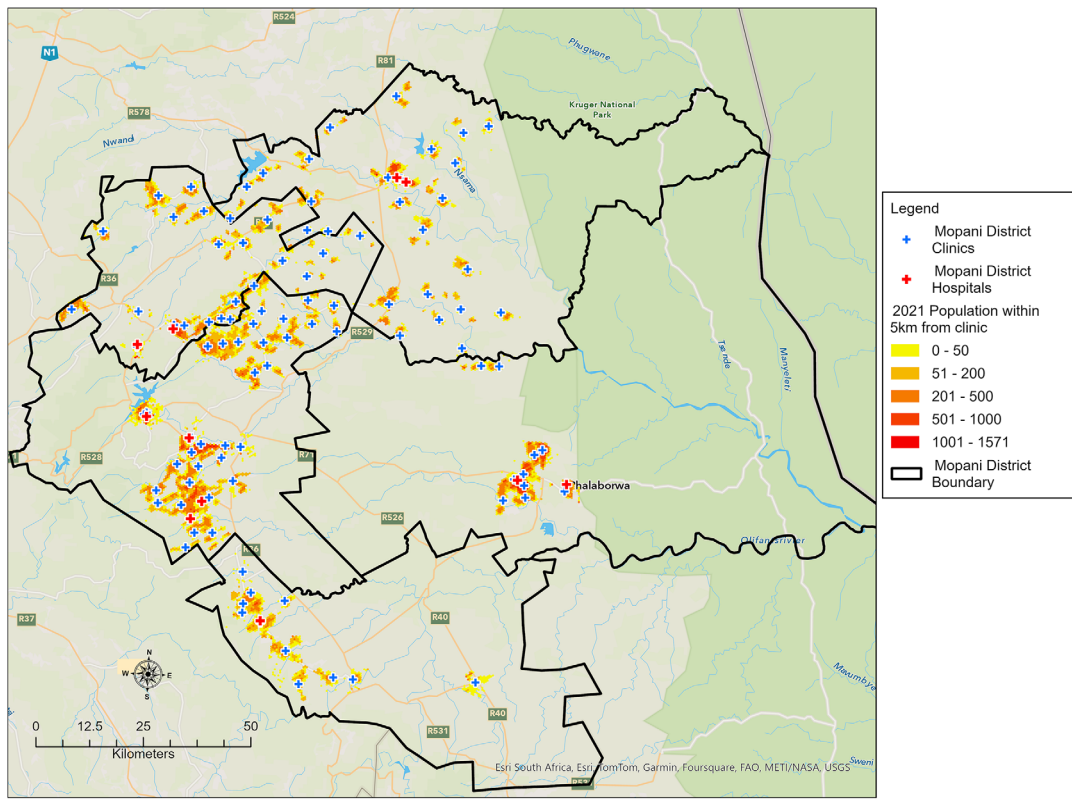 R524
N1
R81
Phugwane
Kruger National
Park
R578
Nwandi
Nsama
R36
R529
Tsende
Manyeleti
R528
R71
Phalaborwa
R526
Olifantsrivier
R36
R37
R40
N
W
E
S
Mavumbye
R40
R531
Sweni
0
12.5
25
50
Kilometers
Esri South Africa, Esri, TomTom, Garmin, Foursquare, FAO, METI/NASA, USGS
Legend
Mopani District
Clinics
Mopani District
Hospitals
2021 Population within
5km from clinic
0 - 50
51 - 200
201 - 500
501 - 1000
1001 - 1571
Mopani District
Boundary